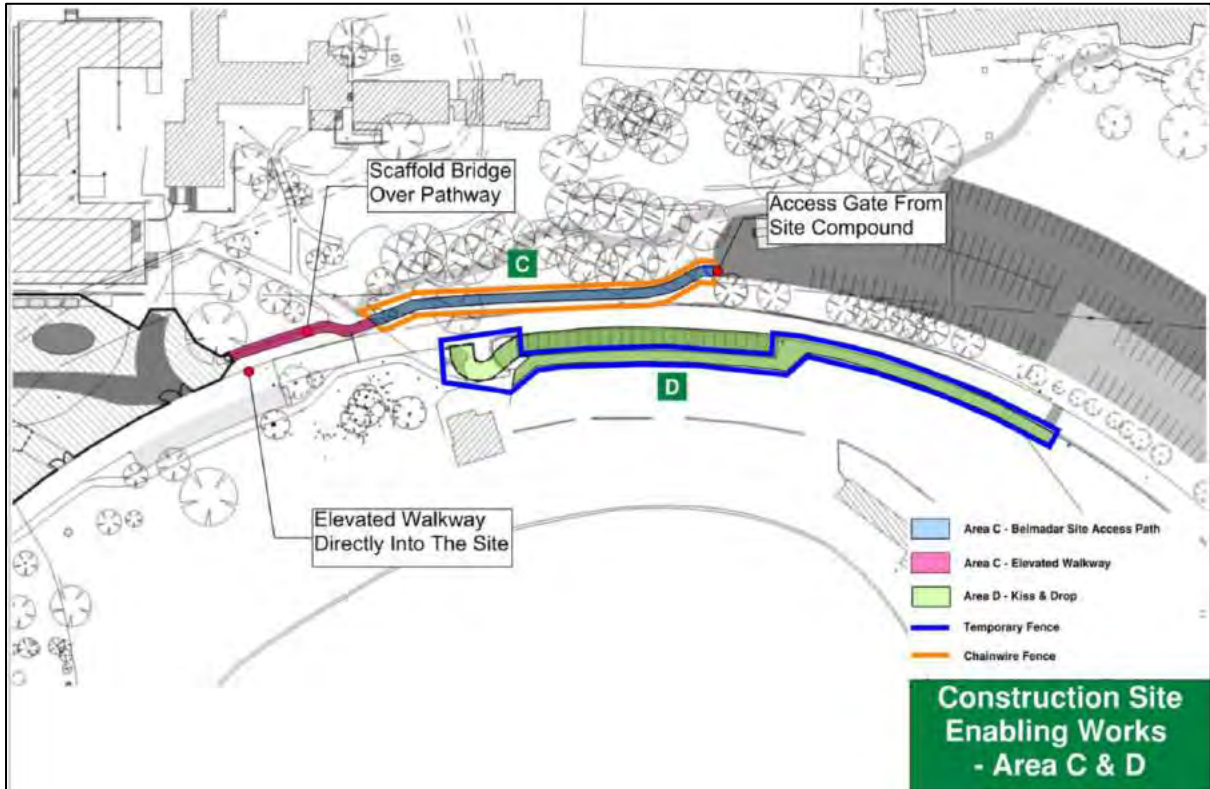 Scaffold Bridge
Over Pathway
Access Gate From
Site Compound
C
D
Elevated Walkway
Directly Into The Site
Area C - Belmadar Site Access Path
Area C - Elevated Walkway
Area D - Kiss & Drop
Temporary Fence
Chainwire Fence
Construction Site
Enabling Works
- Area C & D